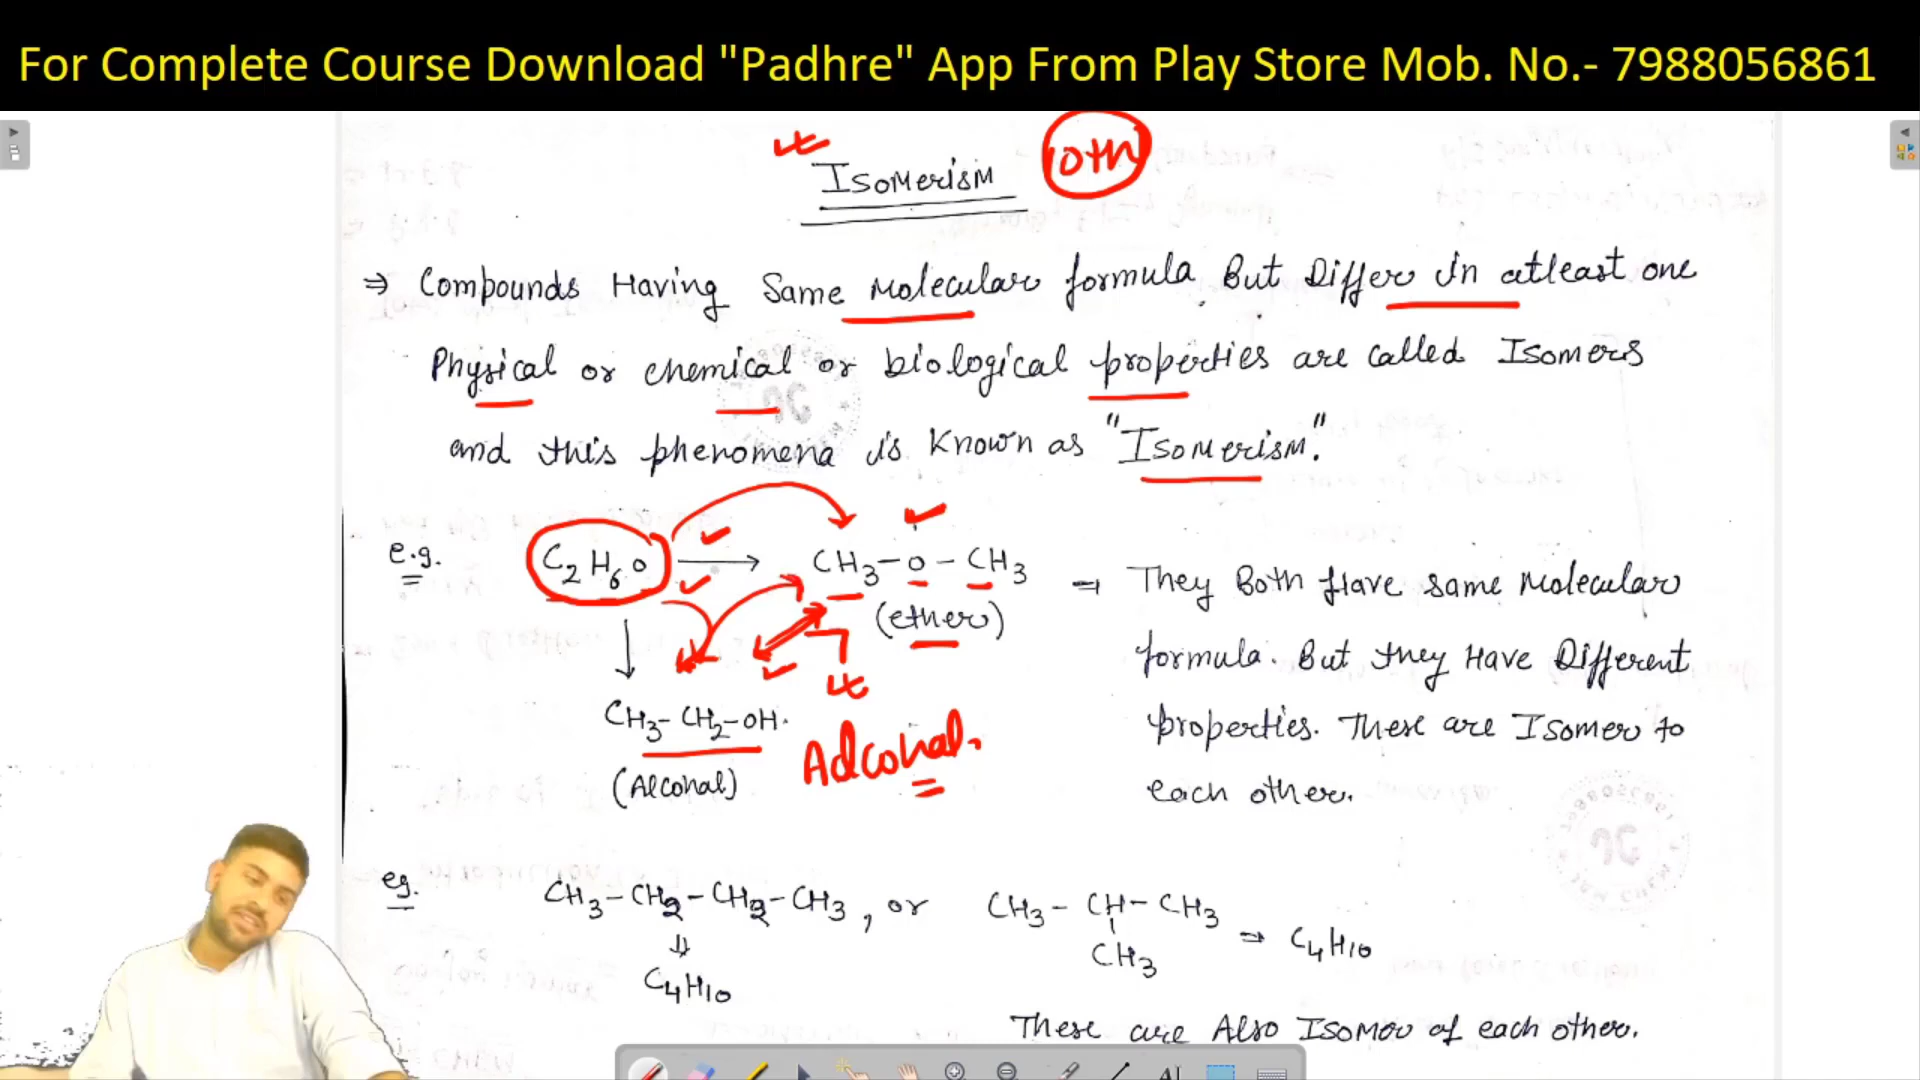 For Complete Course Download "Padhre" App From Play Store Mob. No.- 7988056861
Isomerism
oth
⇒ Compounds Having Same Molecular formula But Differ in atleast one
Physical or chemical or biological properties are called Isomers
and this phenomena is Known as "Isomerism."
e.g. C₂H₆O → CH₃-O-CH₃
(ether)
⇒ They Both Have same Molecular
formula. But they Have Different
properties. These are Isomer to
each other.
↓
CH₃-CH₂-OH.
(Alcohal)
Adcohal.
eg. CH₃-CH₂-CH₂-CH₃, or CH₃-CH-CH₃ ⇒ C₄H₁₀
CH₃
⇓
C₄H₁₀
These are Also Isomer of each other.